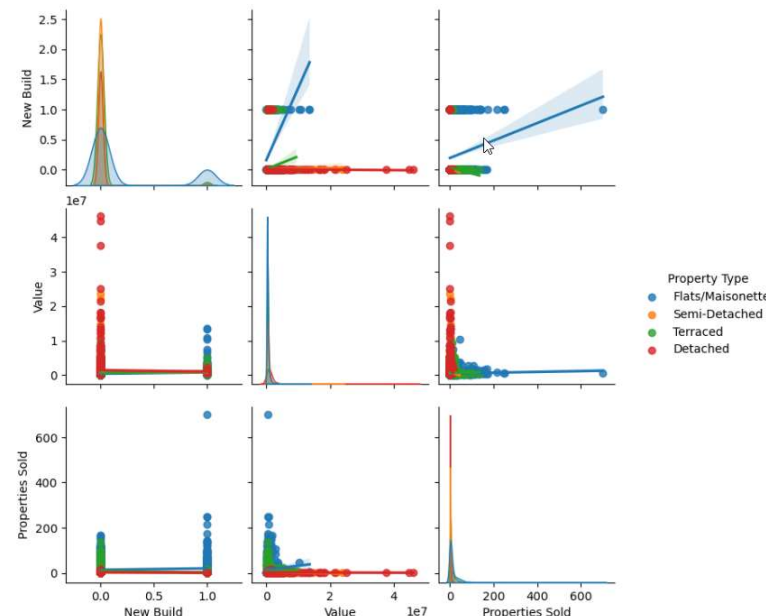 2.5
2.0
1.5
1.0
0.5
0.0
New Build
1e7
4
3
2
1
0
Value
Property Type
Flats/Maisonette
Semi-Detached
Terraced
Detached
600
400
200
0
Properties Sold
0.0 0.5 1.0
New Build
0 2 4
Value
1e7
0 200 400 600
Properties Sold